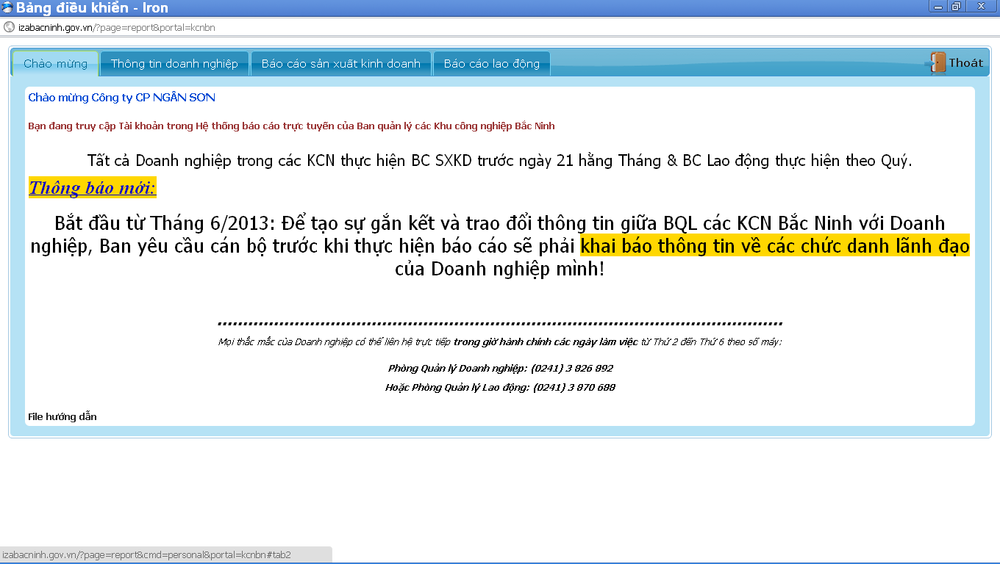 Bảng điều khiển - Iron
izabacninh.gov.vn/?page=report&portal=kcnbn
Chào mừng
Thông tin doanh nghiệp
Báo cáo sản xuất kinh doanh
Báo cáo lao động
Thoát
Chào mừng Công ty CP NGÂN SƠN
Bạn đang truy cập Tài khoản trong Hệ thống báo cáo trực tuyến của Ban quản lý các Khu công nghiệp Bắc Ninh
Tất cả Doanh nghiệp trong các KCN thực hiện BC SXKD trước ngày 21 hằng Tháng & BC Lao động thực hiện theo Quý.
Thông báo mới:
Bắt đầu từ Tháng 6/2013: Để tạo sự gắn kết và trao đổi thông tin giữa BQL các KCN Bắc Ninh với Doanh
nghiệp, Ban yêu cầu cán bộ trước khi thực hiện báo cáo sẽ phải khai báo thông tin về các chức danh lãnh đạo
của Doanh nghiệp mình!
Mọi thắc mắc của Doanh nghiệp có thể liên hệ trực tiếp trong giờ hành chính các ngày làm việc từ Thứ 2 đến Thứ 6 theo số máy:
Phòng Quản lý Doanh nghiệp: (0241) 3 826 892
Hoặc Phòng Quản lý Lao động: (0241) 3 870 688
File hướng dẫn
izabacninh.gov.vn/?page=report&cmd=personal&portal=kcnbn#tab2